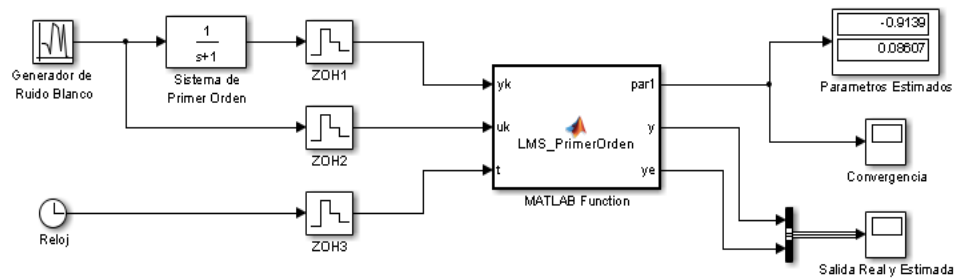 Generador de
Ruido Blanco
1
s+1
Sistema de
Primer Orden
ZOH1
ZOH2
Reloj
ZOH3
yk
uk
t
par1
y
ye
LMS_PrimerOrden
MATLAB Function
-0.9139
0.08607
Parametros Estimados
Convergencia
Salida Real y Estimada